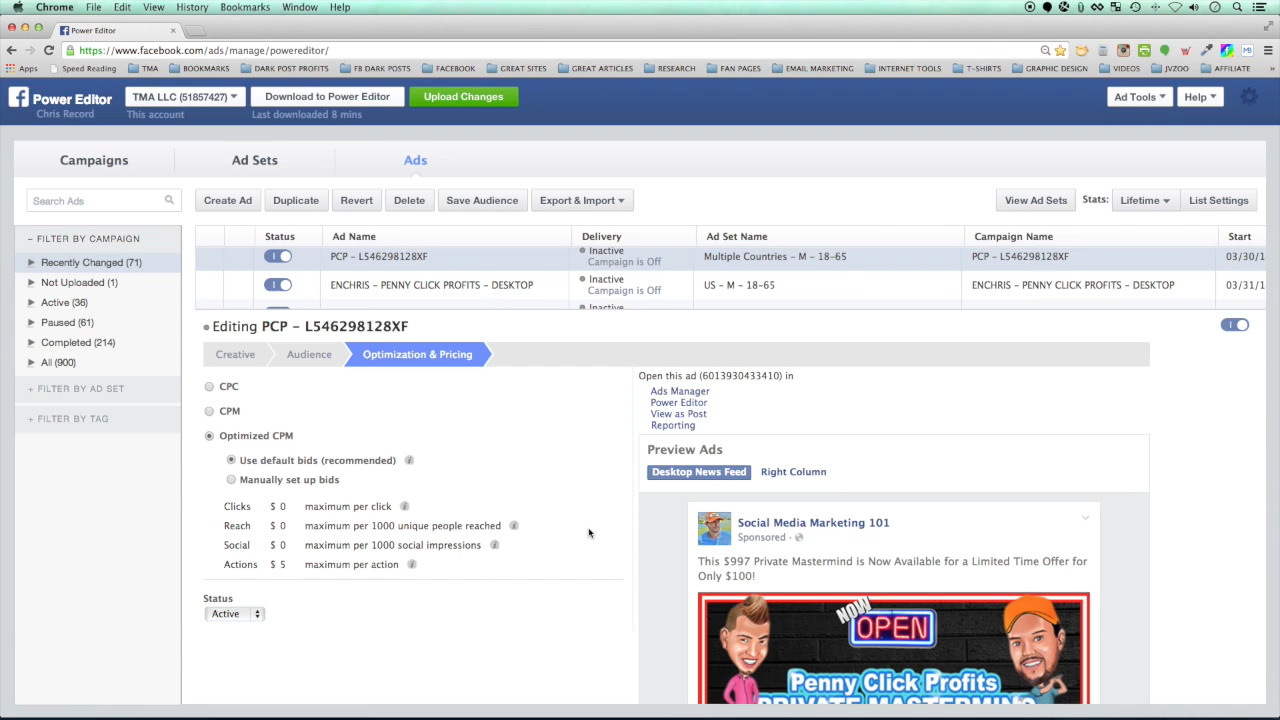 Chrome File Edit View History Bookmarks Window Help
Power Editor
https://www.facebook.com/ads/manage/powereditor/
Apps Speed Reading TMA BOOKMARKS DARK POST PROFITS FB DARK POSTS FACEBOOK GREAT SITES GREAT ARTICLES RESEARCH FAN PAGES EMAIL MARKETING INTERNET TOOLS T-SHIRTS GRAPHIC DESIGN VIDEOS JVZOO AFFILIATE »
Power Editor TMA LLC (51857427) Download to Power Editor Upload Changes Ad Tools Help
Chris Record This account Last downloaded 8 mins
Campaigns Ad Sets Ads
Search Ads Create Ad Duplicate Revert Delete Save Audience Export & Import View Ad Sets Stats: Lifetime List Settings
− FILTER BY CAMPAIGN
Recently Changed (71)
Not Uploaded (1)
Active (36)
Paused (61)
Completed (214)
All (900)
+ FILTER BY AD SET
+ FILTER BY TAG
Status Ad Name Delivery Ad Set Name Campaign Name Start
PCP - L546298128XF Inactive Campaign is Off Multiple Countries - M - 18-65 PCP - L546298128XF 03/30/1
ENCHRIS - PENNY CLICK PROFITS - DESKTOP Inactive Campaign is Off US - M - 18-65 ENCHRIS - PENNY CLICK PROFITS - DESKTOP 03/31/1
Inactive
Editing PCP - L546298128XF
Creative Audience Optimization & Pricing
CPC
CPM
Optimized CPM
Use default bids (recommended)
Manually set up bids
Clicks $ 0 maximum per click
Reach $ 0 maximum per 1000 unique people reached
Social $ 0 maximum per 1000 social impressions
Actions $ 5 maximum per action
Status
Active
Open this ad (6013930433410) in
Ads Manager
Power Editor
View as Post
Reporting
Preview Ads
Desktop News Feed Right Column
Social Media Marketing 101
Sponsored ·
This $997 Private Mastermind is Now Available for a Limited Time Offer for
Only $100!
NOW
OPEN
Penny Click Profits
PRIVATE MASTERMIND